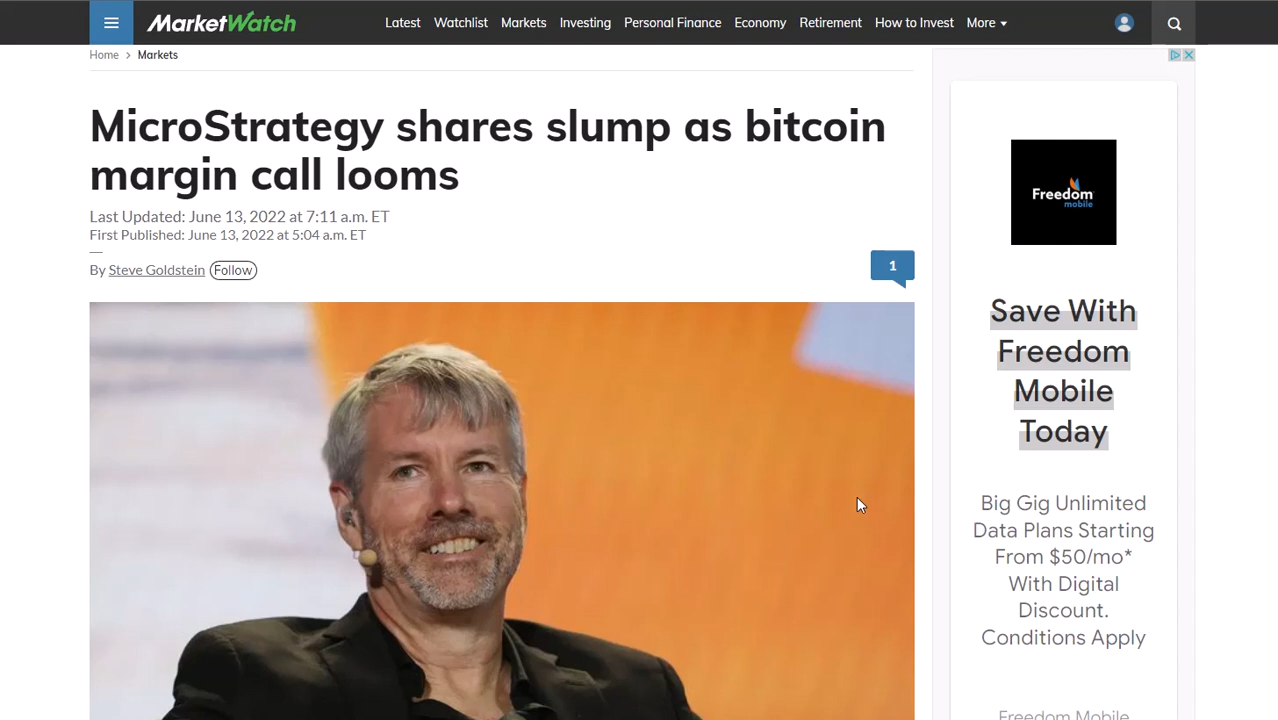 MarketWatch
Latest Watchlist Markets Investing Personal Finance Economy Retirement How to Invest More
Home > Markets
MicroStrategy shares slump as bitcoin
margin call looms
Last Updated: June 13, 2022 at 7:11 a.m. ET
First Published: June 13, 2022 at 5:04 a.m. ET
By Steve Goldstein Follow
1
Freedom
mobile
Save With
Freedom
Mobile
Today
Big Gig Unlimited
Data Plans Starting
From $50/mo*
With Digital
Discount.
Conditions Apply
Freedom Mobile